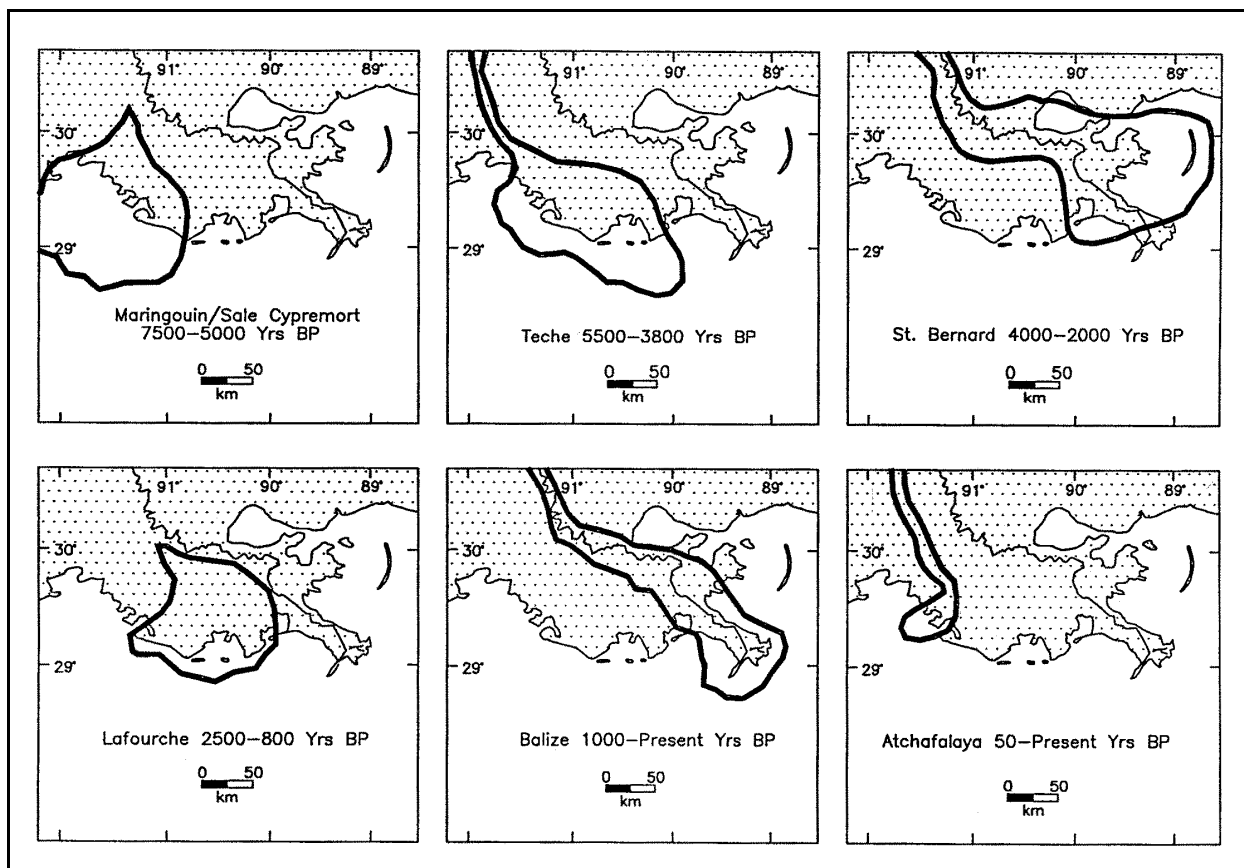 91° 90° 89°
30°
29°
Maringouin/Sale Cypremort
7500–5000 Yrs BP
0 50
km
91° 90° 89°
30°
29°
Teche 5500–3800 Yrs BP
0 50
km
91° 90° 89°
30°
29°
St. Bernard 4000–2000 Yrs BP
0 50
km
91° 90° 89°
30°
29°
Lafourche 2500–800 Yrs BP
0 50
km
91° 90° 89°
30°
29°
Balize 1000–Present Yrs BP
0 50
km
91° 90° 89°
30°
29°
Atchafalaya 50–Present Yrs BP
0 50
km